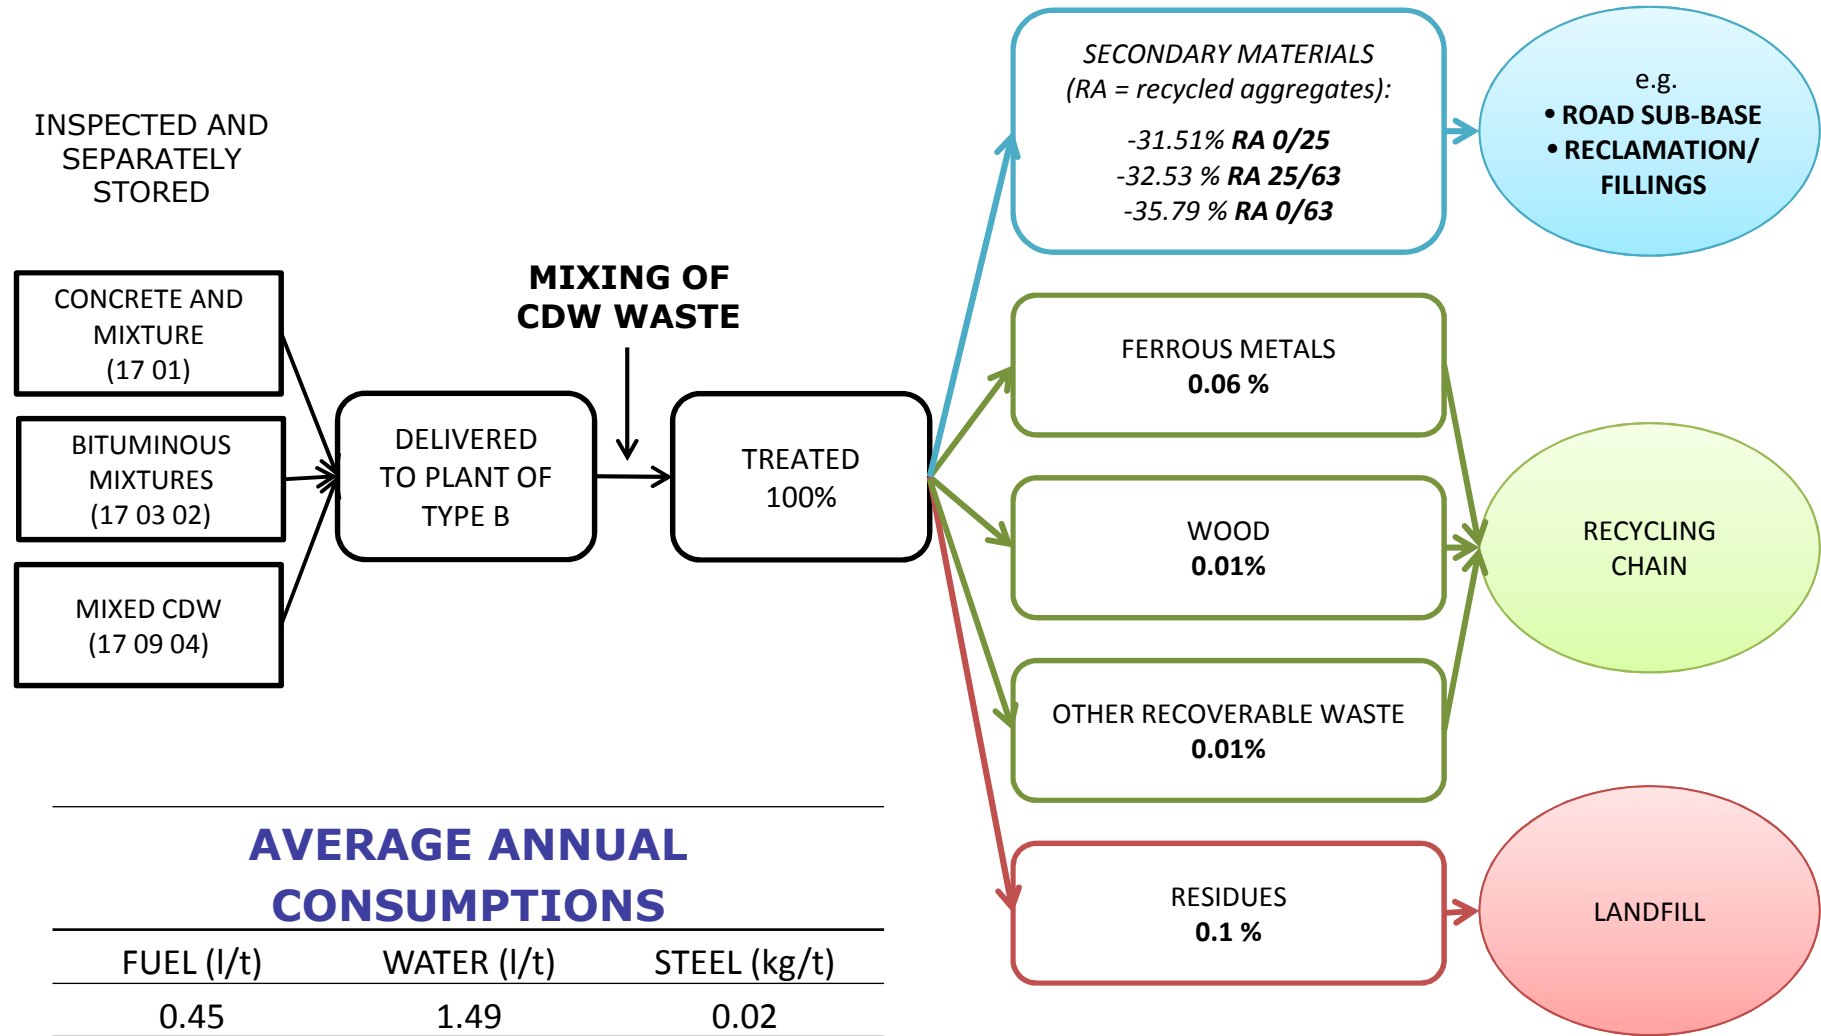 INSPECTED AND
SEPARATELY
STORED
CONCRETE AND
MIXTURE
(17 01)
BITUMINOUS
MIXTURES
(17 03 02)
MIXED CDW
(17 09 04)
DELIVERED
TO PLANT OF
TYPE B
MIXING OF
CDW WASTE
TREATED
100%
SECONDARY MATERIALS
(RA = recycled aggregates):
-31.51% RA 0/25
-32.53 % RA 25/63
-35.79 % RA 0/63
e.g.
• ROAD SUB-BASE
• RECLAMATION/
FILLINGS
FERROUS METALS
0.06 %
WOOD
0.01%
OTHER RECOVERABLE WASTE
0.01%
RECYCLING
CHAIN
RESIDUES
0.1 %
LANDFILL
AVERAGE ANNUAL
CONSUMPTIONS
FUEL (l/t) WATER (l/t) STEEL (kg/t)
0.45 1.49 0.02